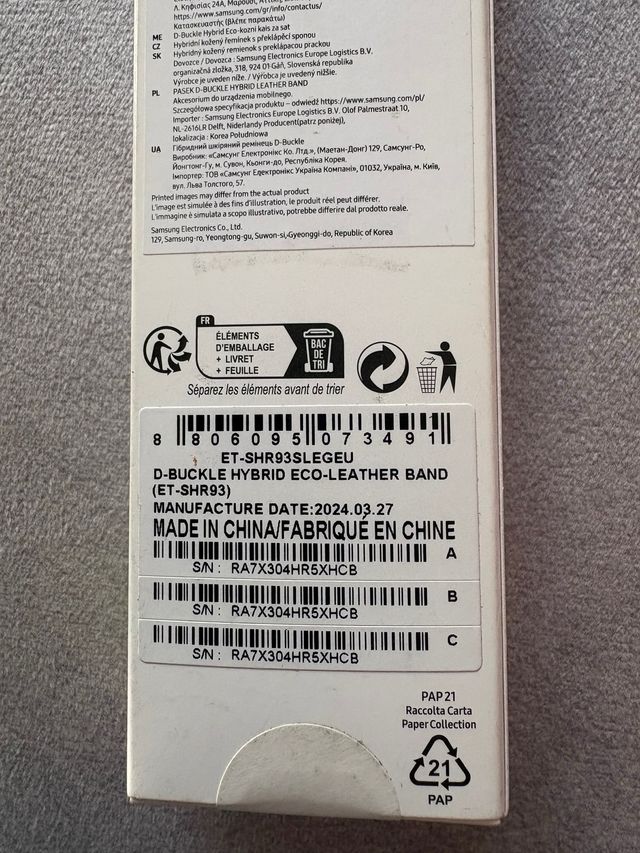 Λ. Κηφισίας 24Α, Μαρούσι,
https://www.samsung.com/gr/info/contactus/
Κατασκευαστής (βλέπε παρακάτω)
ME D-Buckle Hybrid Eco-kozni kais za sat
CZ Hybridní kožený řemínek s překlápěcí sponou
SK Hybridný kožený remienok s preklápacou prackou
Dovozce / Dovozca : Samsung Electronics Europe Logistics B.V.
organizačná zložka, 318, 924 01 Gáň, Slovenská republika
Výrobce je uveden níže. / Výrobca je uvedený nižšie.
PL PASEK D-BUCKLE HYBRID LEATHER BAND
Akcesorium do urządzenia mobilnego.
Szczegółowa specyfikacja produktu – odwiedź https://www.samsung.com/pl/
Importer : Samsung Electronics Europe Logistics B.V. Olof Palmestraat 10,
NL-2616LR Delft, Niderlandy Producent(patrz poniżej),
lokalizacja : Korea Południowa
UA Гібридний шкіряний ремінець D-Buckle
Виробник: «Самсунг Електронікс Ко. Лтд.», (Маетан-Донг) 129, Самсунг-Ро,
Йонгтонг-Гу, м. Сувон, Кьонги-до, Республіка Корея.
Імпортер: ТОВ «Самсунг Електронікс Україна Компані», 01032, Україна, м. Київ,
вул. Льва Толстого, 57.
Printed images may differ from the actual product
L'image est simulée à des fins d'illustration, le produit réel peut différer.
L'immagine è simulata a scopo illustrativo, potrebbe differire dal prodotto reale.
Samsung Electronics Co., Ltd.
129, Samsung-ro, Yeongtong-gu, Suwon-si,Gyeonggi-do, Republic of Korea
FR
ÉLÉMENTS
D'EMBALLAGE
+ LIVRET
+ FEUILLE
BAC
DE
TRI
Séparez les éléments avant de trier
8 806095 073491
ET-SHR93SLEGEU
D-BUCKLE HYBRID ECO-LEATHER BAND
(ET-SHR93)
MANUFACTURE DATE:2024.03.27
MADE IN CHINA/FABRIQUÉ EN CHINE
A
S/N : RA7X304HR5XHCB
B
S/N : RA7X304HR5XHCB
C
S/N : RA7X304HR5XHCB
PAP 21
Raccolta Carta
Paper Collection
21
PAP